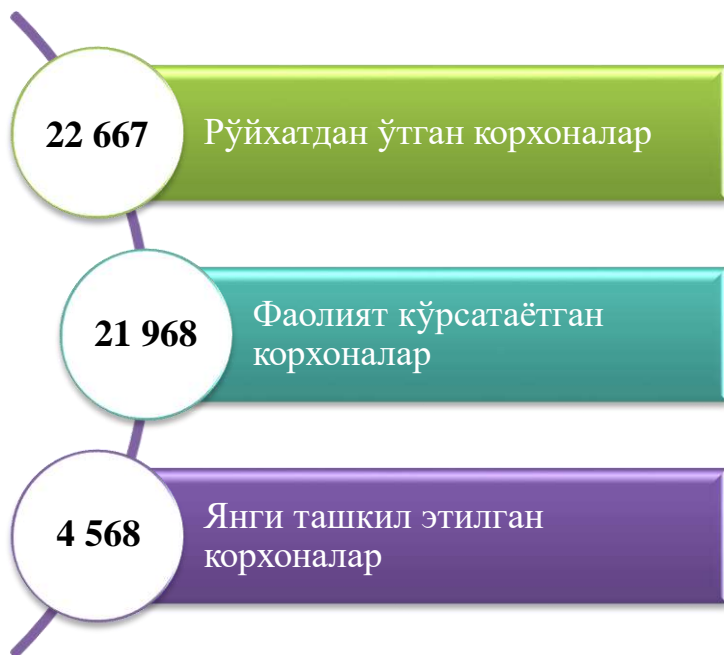 22 667
Рўйхатдан ўтган корхоналар
21 968
Фаолият кўрсатаётган
корхоналар
4 568
Янги ташкил этилган
корхоналар